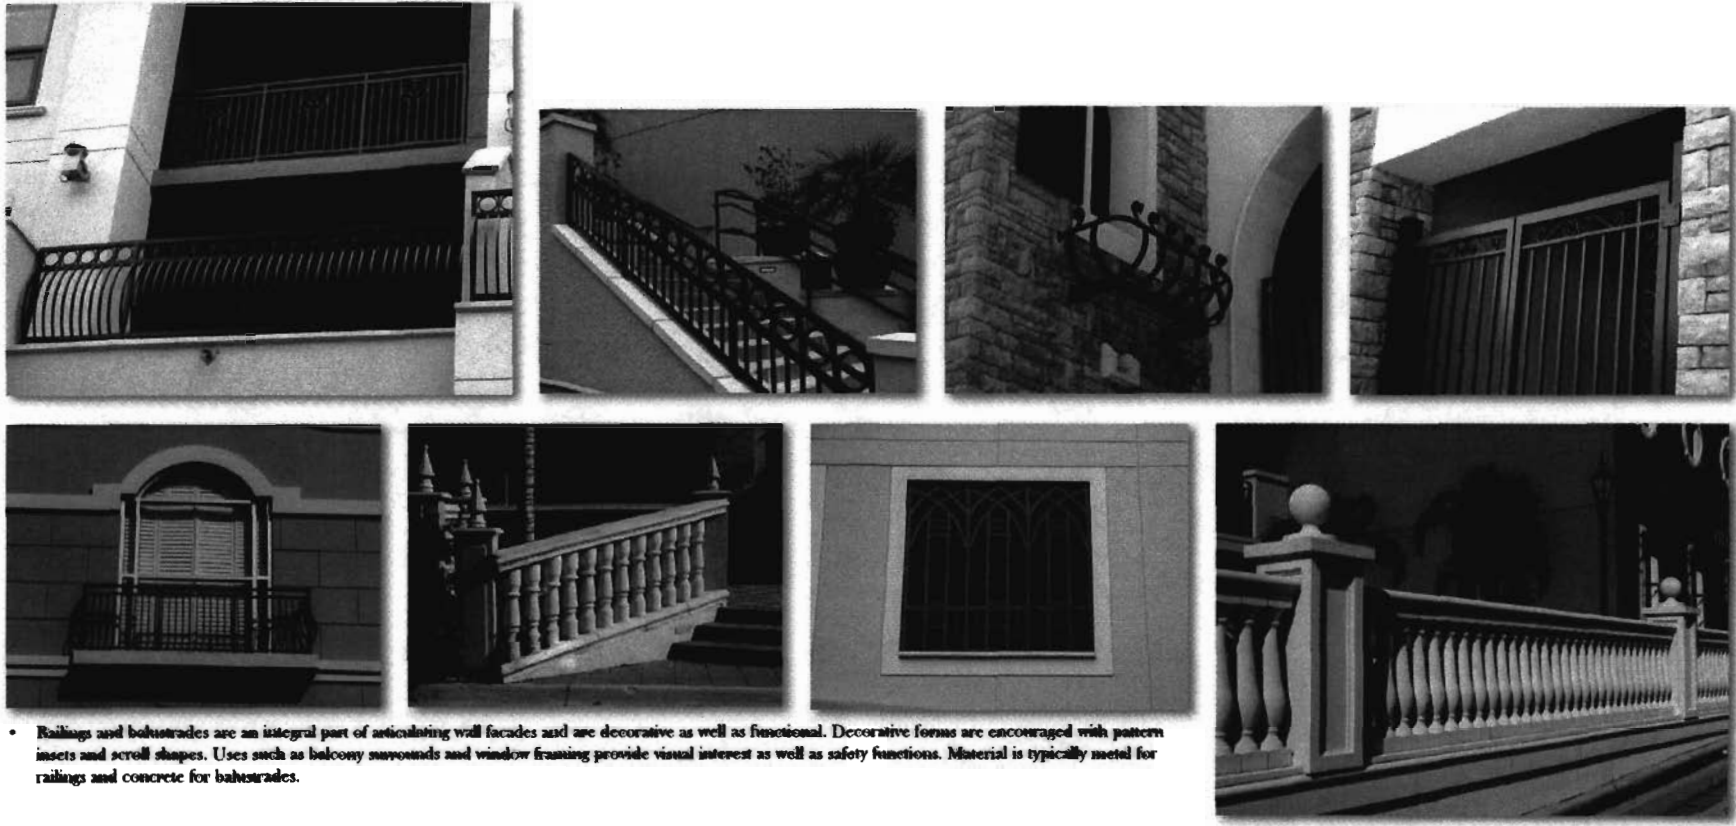 • Railings and balustrades are an integral part of articulating wall facades and are decorative as well as functional. Decorative forms are encouraged with pattern
insets and scroll shapes. Uses such as balcony surrounds and window framing provide visual interest as well as safety functions. Material is typically metal for
railings and concrete for balustrades.